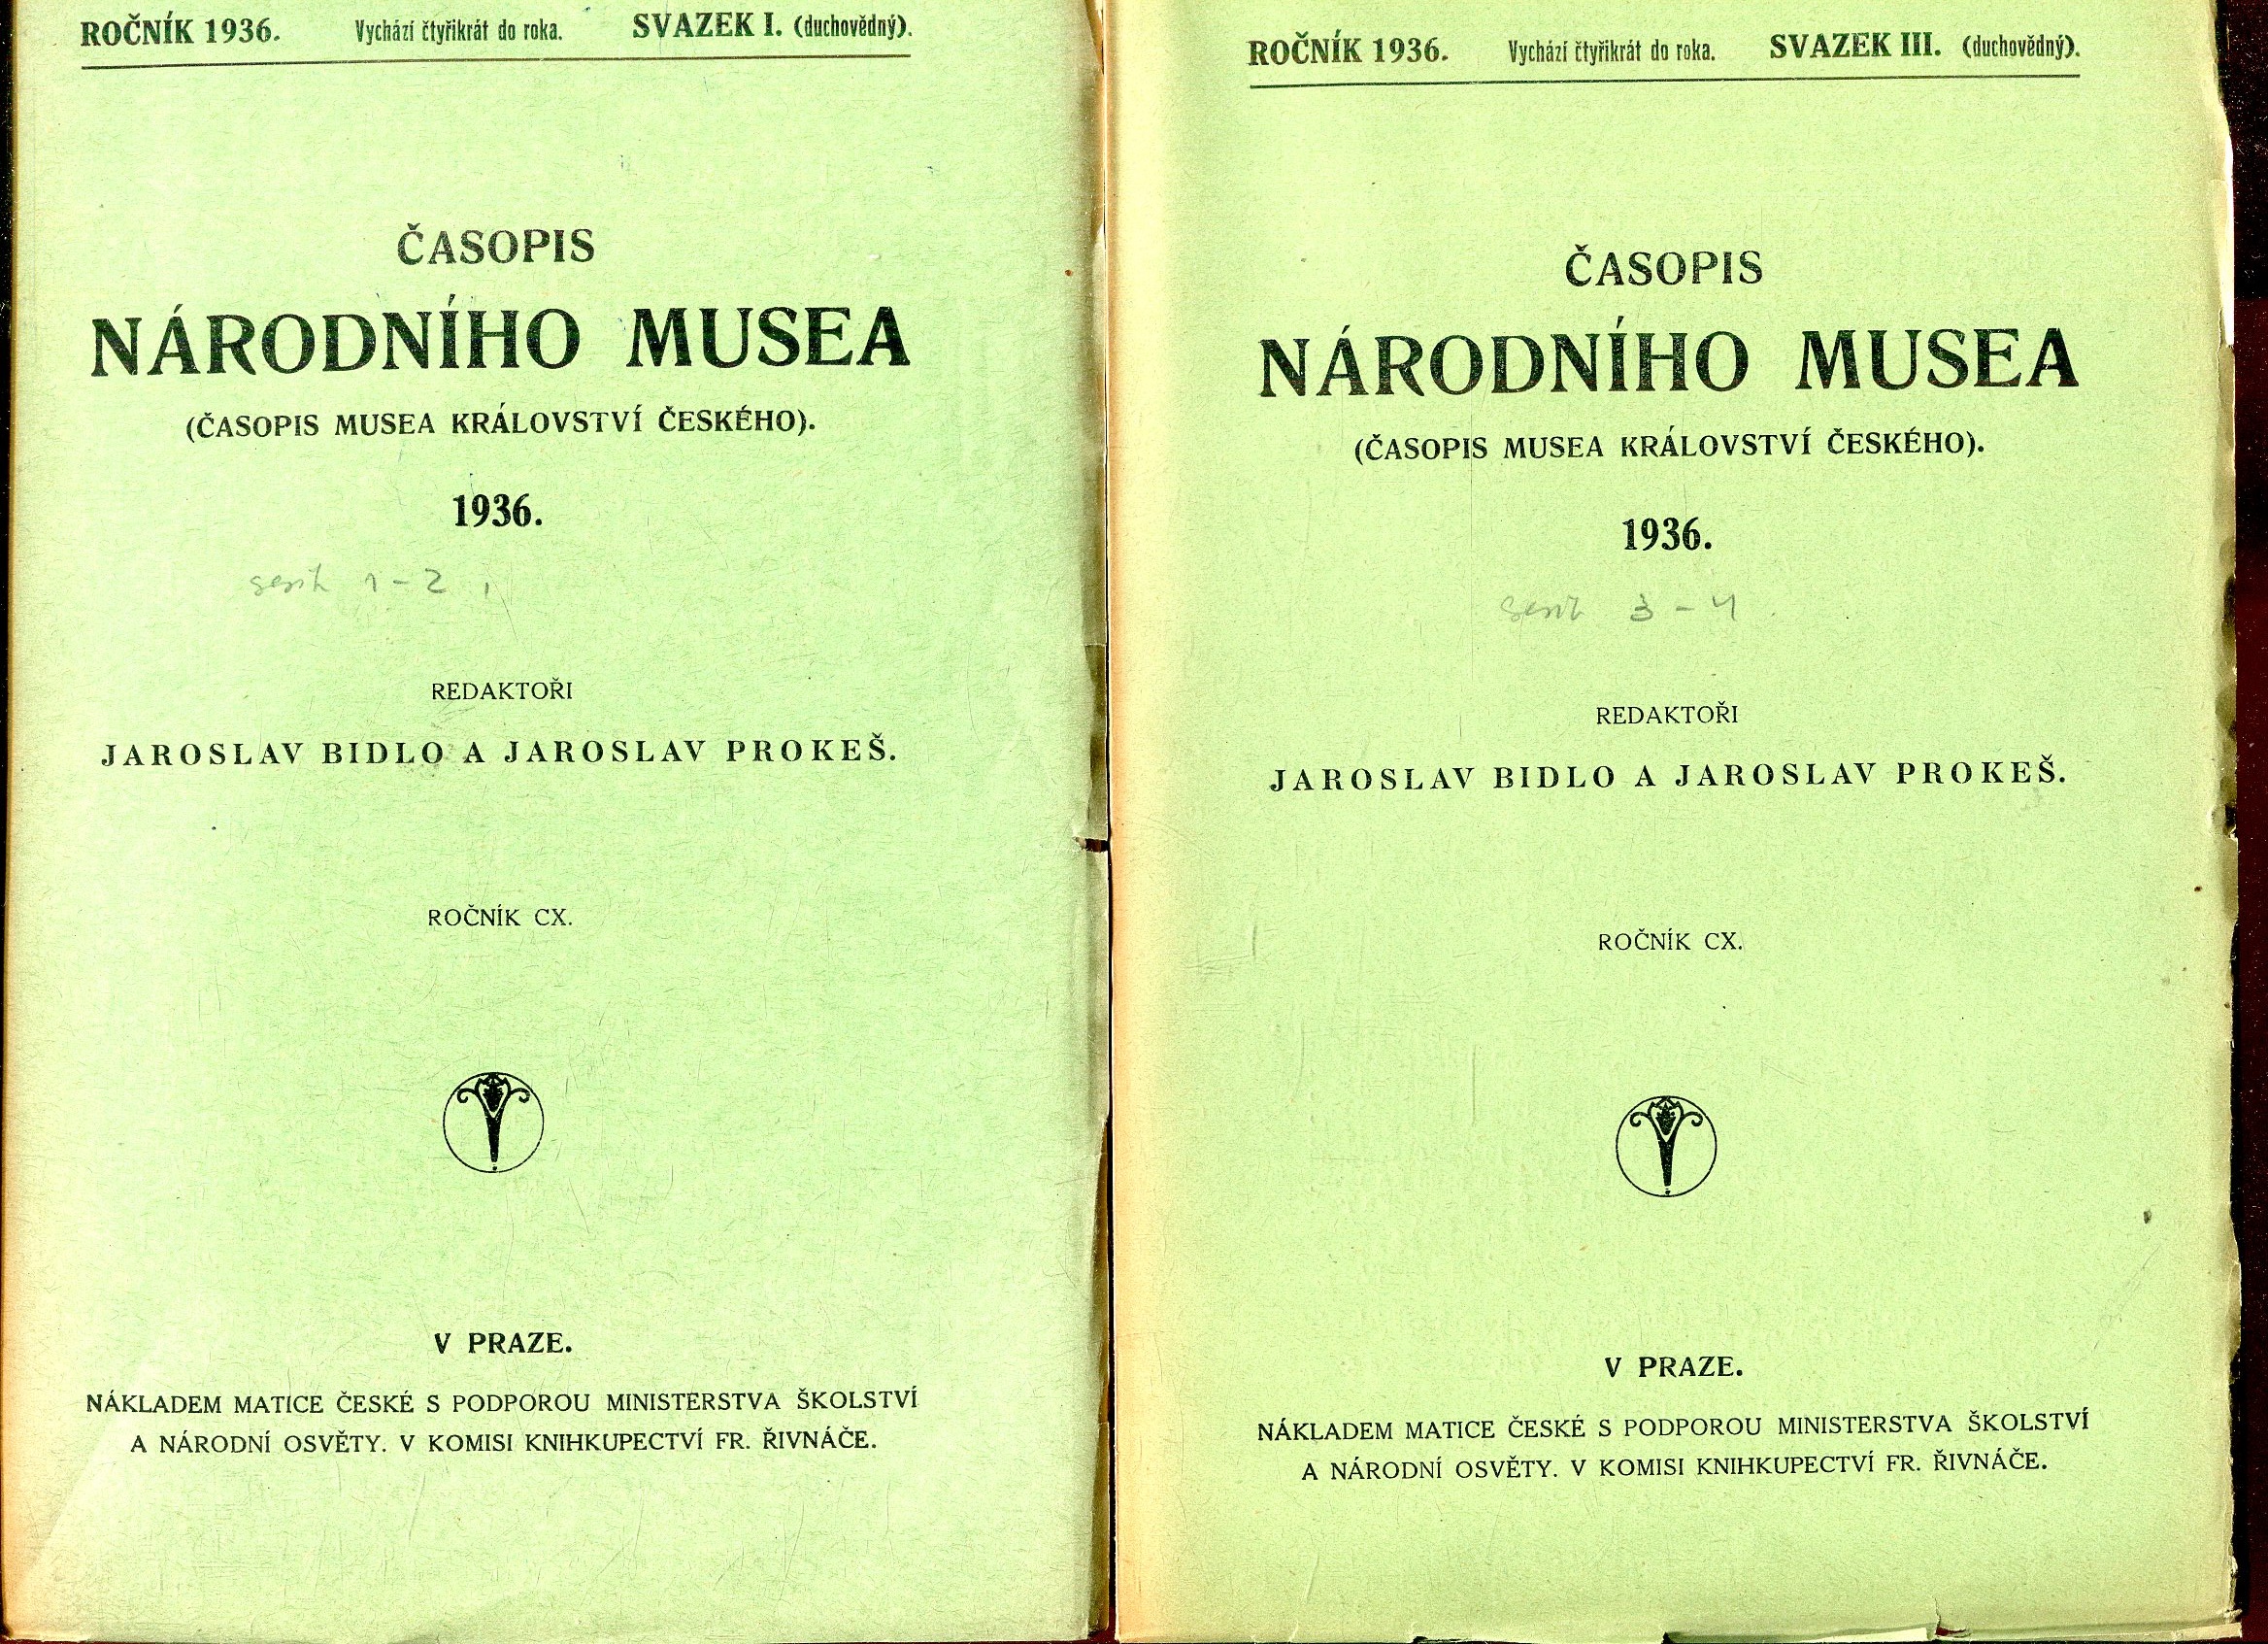 ROČNÍK 1936. Vychází čtyřikrát do roka. SVAZEK I. (duchovědný).
ČASOPIS
NÁRODNÍHO MUSEA
(ČASOPIS MUSEA KRÁLOVSTVÍ ČESKÉHO).
1936.
sešit 1-2
REDAKTOŘI
JAROSLAV BIDLO A JAROSLAV PROKEŠ.
ROČNÍK CX.
V PRAZE.
NÁKLADEM MATICE ČESKÉ S PODPOROU MINISTERSTVA ŠKOLSTVÍ
A NÁRODNÍ OSVĚTY. V KOMISI KNIHKUPECTVÍ FR. ŘIVNÁČE.
ROČNÍK 1936. Vychází čtyřikrát do roka. SVAZEK III. (duchovědný).
ČASOPIS
NÁRODNÍHO MUSEA
(ČASOPIS MUSEA KRÁLOVSTVÍ ČESKÉHO).
1936.
sešit 3-4
REDAKTOŘI
JAROSLAV BIDLO A JAROSLAV PROKEŠ.
ROČNÍK CX.
V PRAZE.
NÁKLADEM MATICE ČESKÉ S PODPOROU MINISTERSTVA ŠKOLSTVÍ
A NÁRODNÍ OSVĚTY. V KOMISI KNIHKUPECTVÍ FR. ŘIVNÁČE.